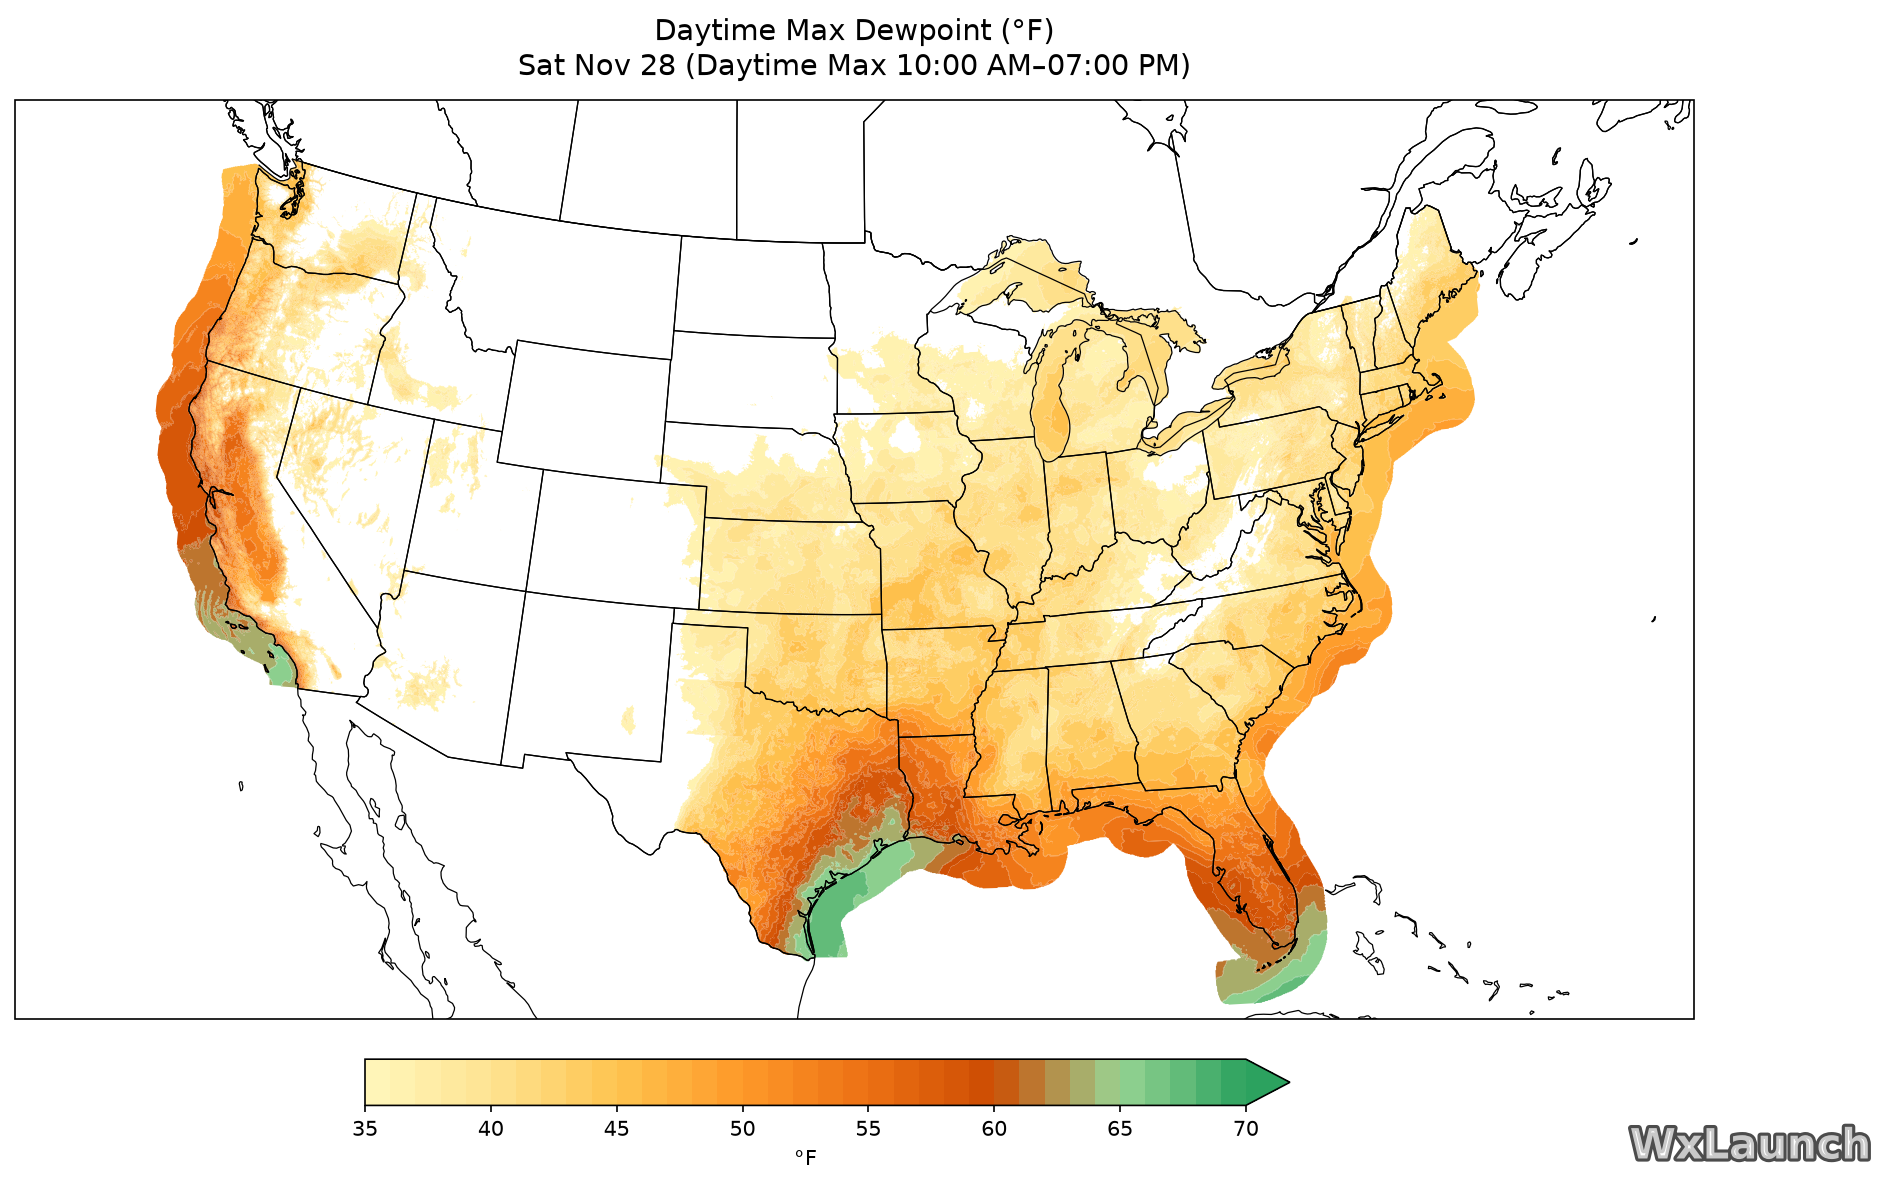 Daytime Max Dewpoint (°F)
Sat Nov 28 (Daytime Max 10:00 AM–07:00 PM)
35 40 45 50 55 60 65 70
°F
WxLaunch